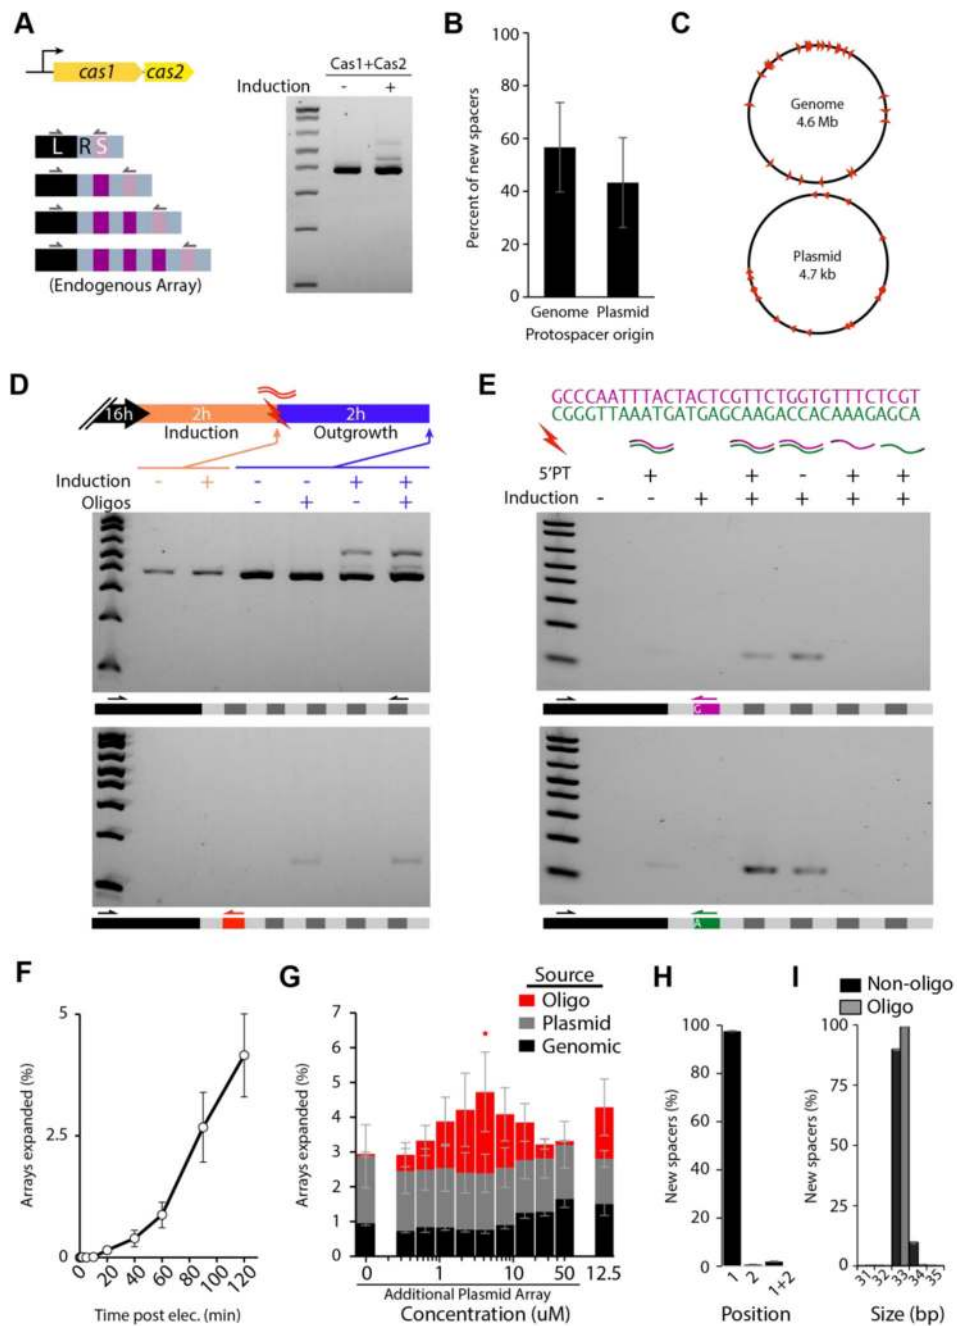 A
cas1
cas2
L
R
S
(Endogenous Array)
Cas1+Cas2
Induction - +
B
Percent of new spacers
100
80
60
40
20
0
Genome Plasmid
Protospacer origin
C
Genome
4.6 Mb
Plasmid
4.7 kb
D
16h
2h
2h
Induction
Outgrowth
Induction - + - - + +
Oligos - + - +
E
GCCCAATTTACTACTCGTTCTGGTGTTTCTCGT
CGGGTTAAATGATGAGCAAGACCACAAAGAGCA
5'PT + + - + +
Induction - - + + + + +
G
A
F
Arrays expanded (%)
5
2.5
0
0 20 40 60 80 100 120
Time post elec. (min)
G
Source
Oligo
Plasmid
Genomic
Arrays expanded (%)
7
6
5
4
3
2
1
0
0 1 10 50 12.5
Additional Plasmid Array
Concentration (uM)
H
New spacers (%)
100
80
60
40
20
0
1 2 1+2
Position
I
Non-oligo
Oligo
New spacers (%)
100
75
50
25
0
31 32 33 34 35
Size (bp)